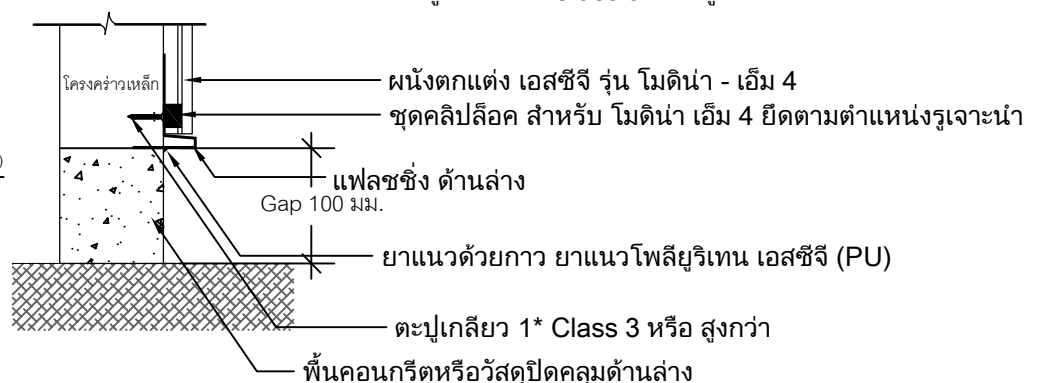 โครงคร่าวเหล็ก
ผนังตกแต่ง เอสซีจี รุ่น โมดิน่า - เอ็ม 4
ชุดคลิปล็อค สำหรับ โมดิน่า เอ็ม 4 ยึดตามตำแหน่งรูเจาะนำ
แฟลชชิ่ง ด้านล่าง
Gap 100 มม.
ยาแนวด้วยกาว ยาแนวโพลียูริเทน เอสซีจี (PU)
ตะปูเกลียว 1* Class 3 หรือ สูงกว่า
พื้นคอนกรีตหรือวัสดุปิดคลุมด้านล่าง